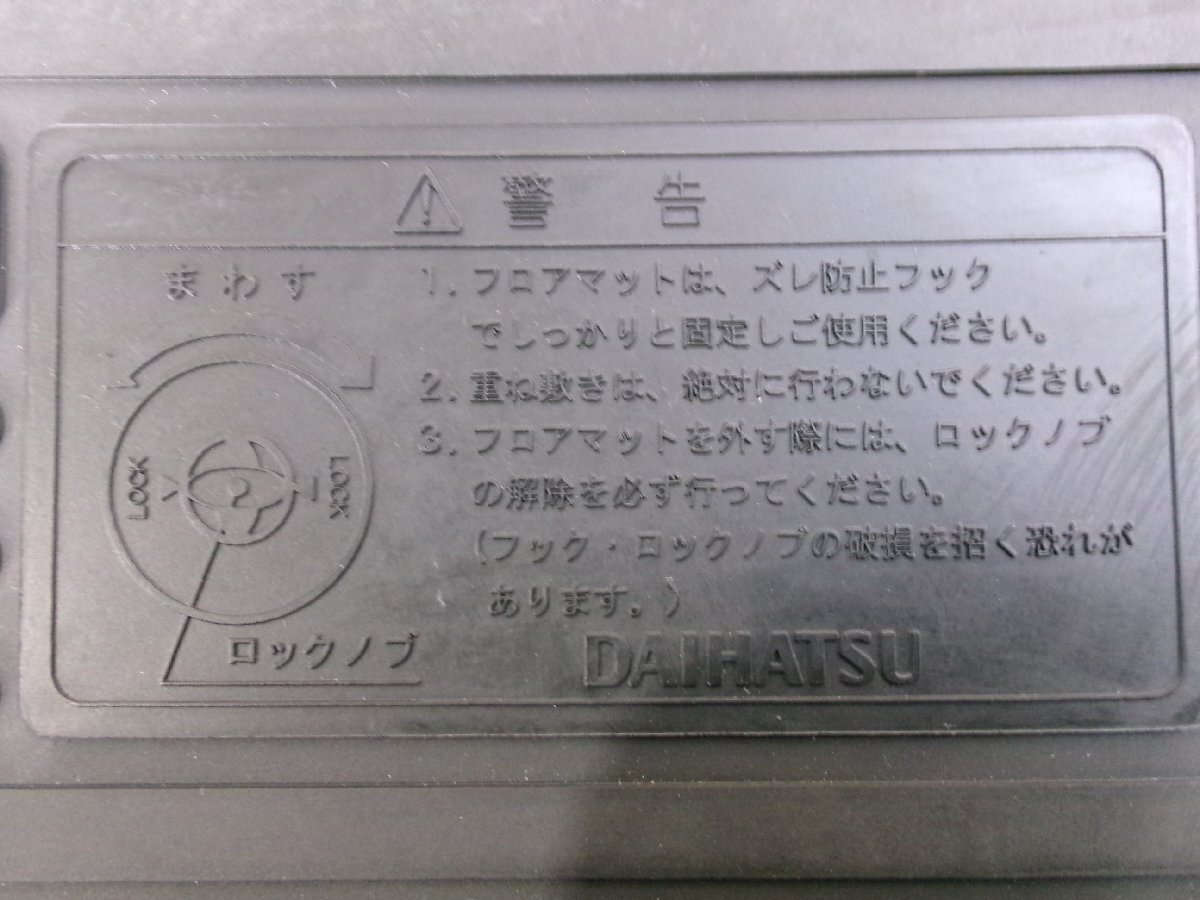 警告
まわす
LOCK
LOCK
ロックノブ
1. フロアマットは、ズレ防止フック
でしっかりと固定しご使用ください。
2. 重ね敷きは、絶対に行わないでください。
3. フロアマットを外す際には、ロックノブ
の解除を必ず行ってください。
(フック・ロックノブの破損を招く恐れが
あります。)
DAIHATSU